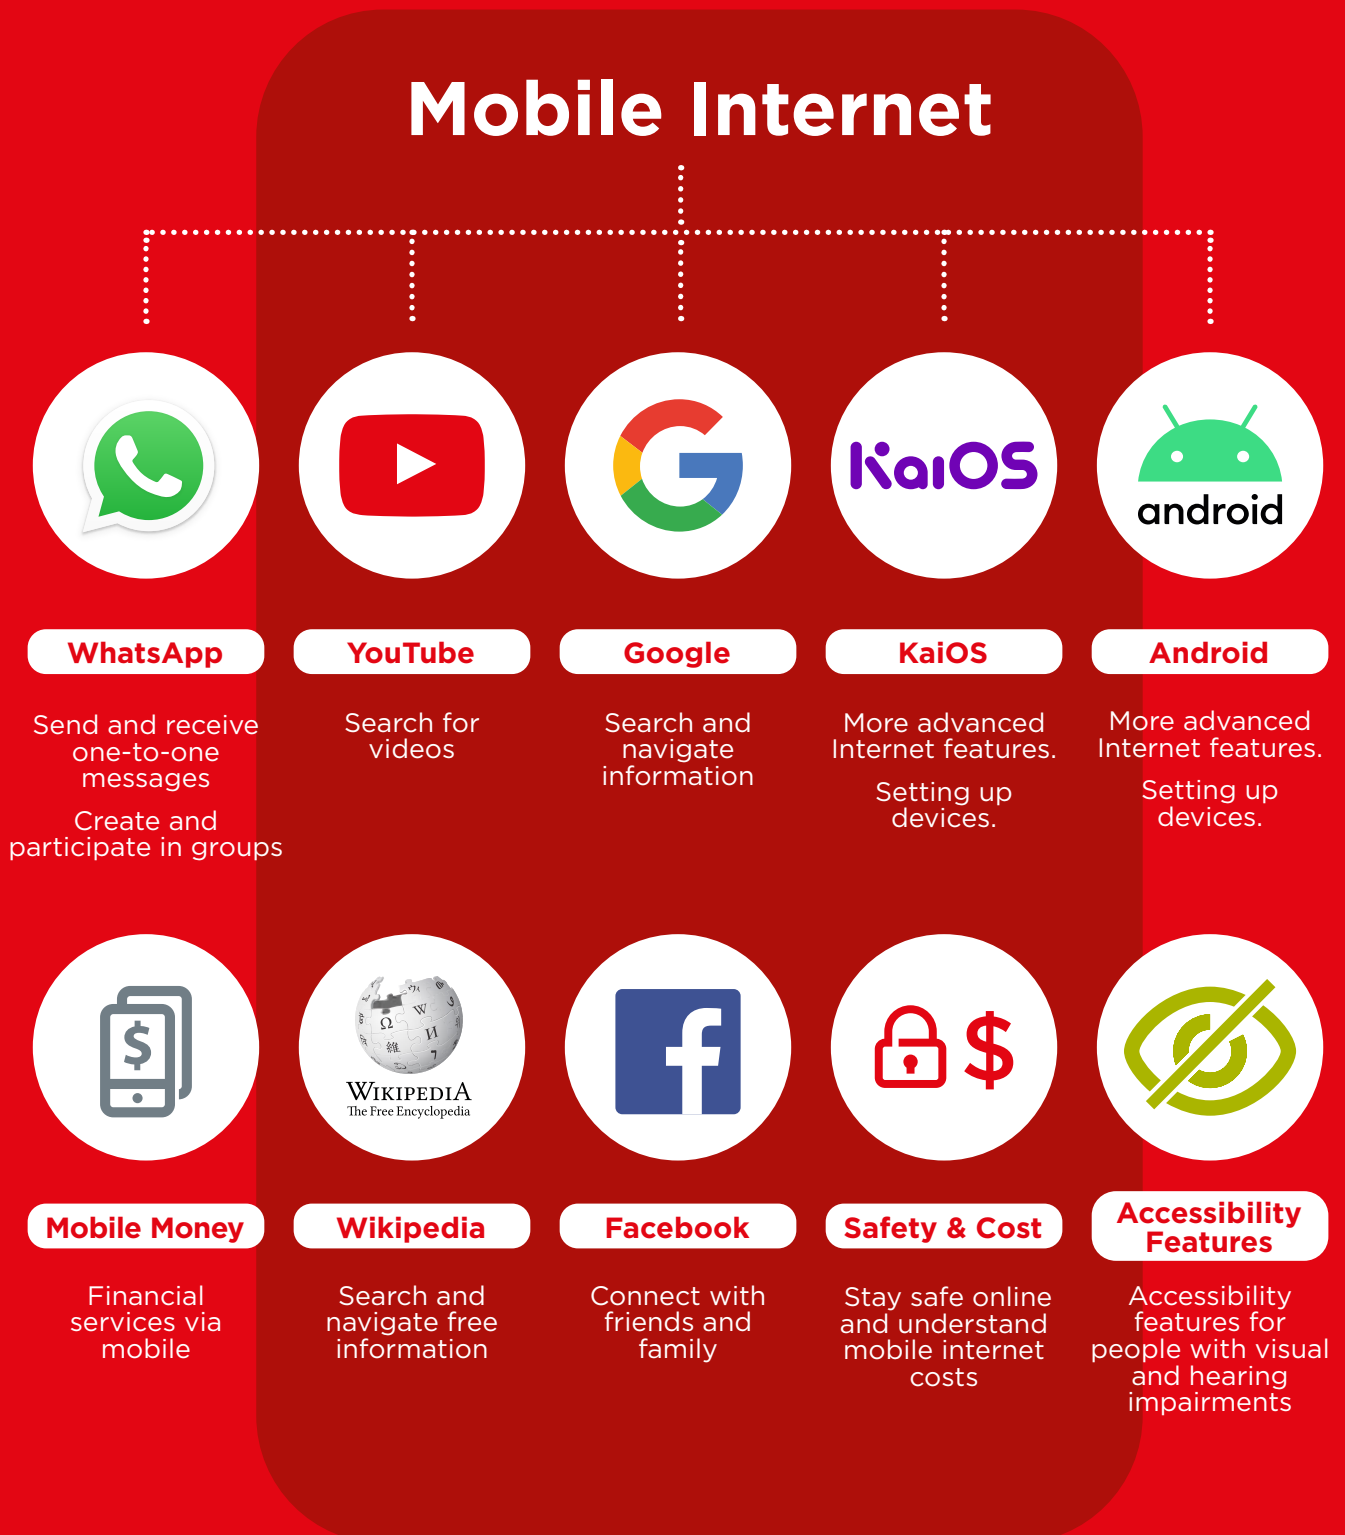 Mobile Internet
KaiOS
android
WhatsApp
Send and receive
one-to-one
messages
Create and
participate in groups
YouTube
Search for
videos
Google
Search and
navigate
information
KaiOS
More advanced
Internet features.
Setting up
devices.
Android
More advanced
Internet features.
Setting up
devices.
$
Ω
W
И
維
WIKIPEDIA
The Free Encyclopedia
$
Mobile Money
Financial
services via
mobile
Wikipedia
Search and
navigate free
information
Facebook
Connect with
friends and
family
Safety & Cost
Stay safe online
and understand
mobile internet
costs
Accessibility
Features
Accessibility
features for
people with visual
and hearing
impairments